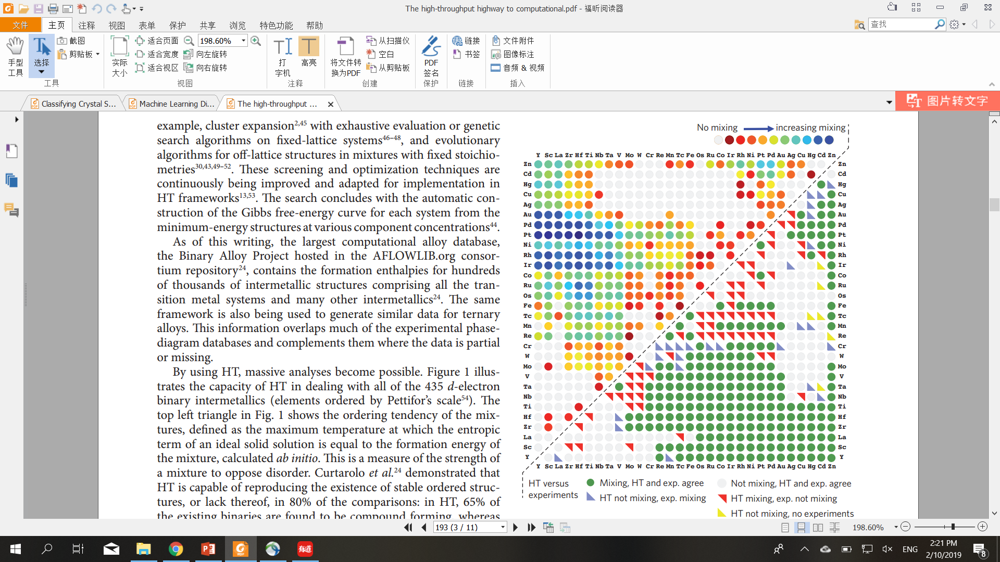 The high-throughput highway to computational.pdf - 福昕阅读器
文件 主页 注释 视图 表单 保护 共享 浏览 特色功能 帮助
查找
手型
工具
选择
截图
剪贴板
工具
实际
大小
适合页面
适合宽度
适合视区
198.60%
向左旋转
向右旋转
视图
打
字机
高亮
注释
将文件转
换为PDF
从扫描仪
空白
从剪贴板
创建
PDF
签名
保护
链接
书签
链接
文件附件
图像标注
音频 & 视频
插入
Classifying Crystal S... Machine Learning Di... The high-throughput ...
图片转文字
example, cluster expansion2,45 with exhaustive evaluation or genetic
search algorithms on fixed-lattice systems46–48, and evolutionary
algorithms for off-lattice structures in mixtures with fixed stoichio-
metries30,43,49–52. These screening and optimization techniques are
continuously being improved and adapted for implementation in
HT frameworks13,53. The search concludes with the automatic con-
struction of the Gibbs free-energy curve for each system from the
minimum-energy structures at various component concentrations44.
As of this writing, the largest computational alloy database,
the Binary Alloy Project hosted in the AFLOWLIB.org consor-
tium repository24, contains the formation enthalpies for hundreds
of thousands of intermetallic structures comprising all the tran-
sition metal systems and many other intermetallics24. The same
framework is also being used to generate similar data for ternary
alloys. This information overlaps much of the experimental phase-
diagram databases and complements them where the data is partial
or missing.
By using HT, massive analyses become possible. Figure 1 illus-
trates the capacity of HT in dealing with all of the 435 d-electron
binary intermetallics (elements ordered by Pettifor's scale54). The
top left triangle in Fig. 1 shows the ordering tendency of the mix-
tures, defined as the maximum temperature at which the entropic
term of an ideal solid solution is equal to the formation energy of
the mixture, calculated ab initio. This is a measure of the strength of
a mixture to oppose disorder. Curtarolo et al.24 demonstrated that
HT is capable of reproducing the existence of stable ordered struc-
tures, or lack thereof, in 80% of the comparisons: in HT, 65% of
the existing binaries are found to be compound forming, whereas
No mixing increasing mixing
Y Sc La Zr Hf Ti Nb Ta V Mo W Cr Re Mn Tc Fe Os Ru Co Ir Rh Ni Pt Pd Au Ag Cu Hg Cd Zn
Zn Zn
Cd Cd
Hg Hg
Cu Cu
Ag Ag
Au Au
Pd Pd
Pt Pt
Ni Ni
Rh Rh
Ir Ir
Co Co
Ru Ru
Os Os
Fe Fe
Tc Tc
Mn Mn
Re Re
Cr Cr
W W
Mo Mo
V V
Ta Ta
Nb Nb
Ti Ti
Hf Hf
Zr Zr
La La
Sc Sc
Y Y
Y Sc La Zr Hf Ti Nb Ta V Mo W Cr Re Mn Tc Fe Os Ru Co Ir Rh Ni Pt Pd Au Ag Cu Hg Cd Zn
HT versus
experiments
Mixing, HT and exp. agree
HT not mixing, exp. mixing
Not mixing, HT and exp. agree
HT mixing, exp. not mixing
HT not mixing, no experiments
193 (3 / 11)
198.60%
有道
ENG
2:21 PM
2/10/2019
8